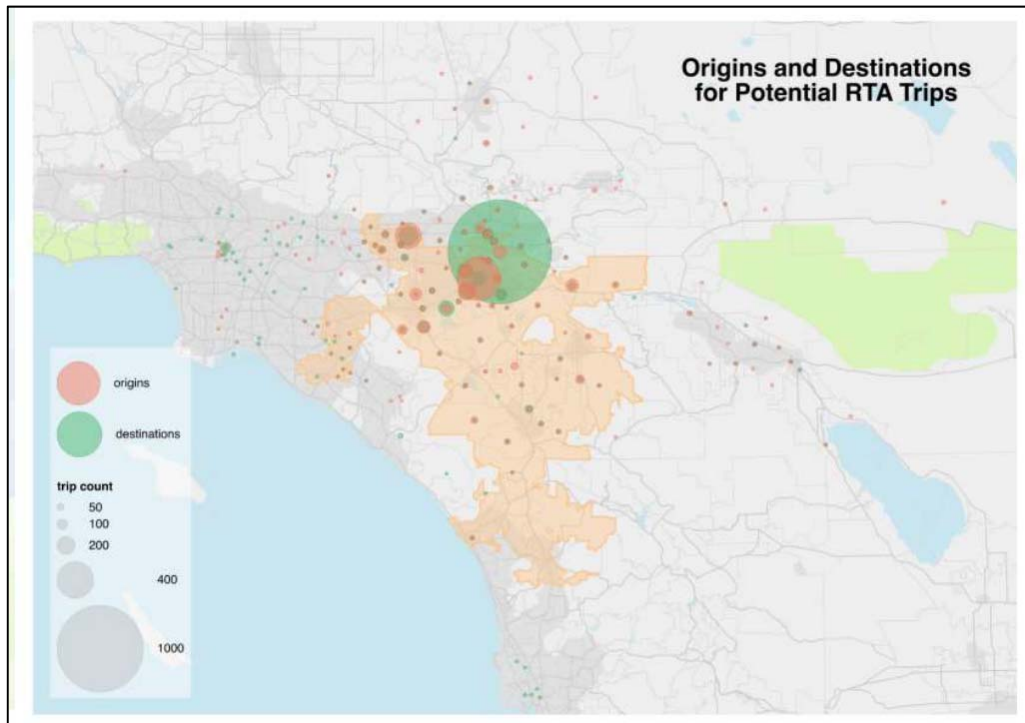 Origins and Destinations
for Potential RTA Trips
origins
destinations
trip count
50
100
200
400
1000